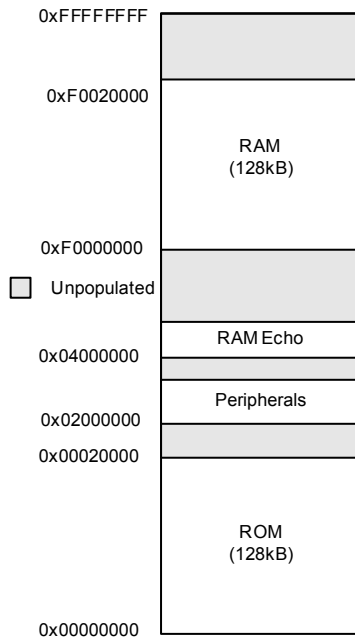 0xFFFFFFFF
0xF0020000
RAM
(128kB)
0xF0000000
Unpopulated
RAM Echo
0x04000000
Peripherals
0x02000000
0x00020000
ROM
(128kB)
0x00000000